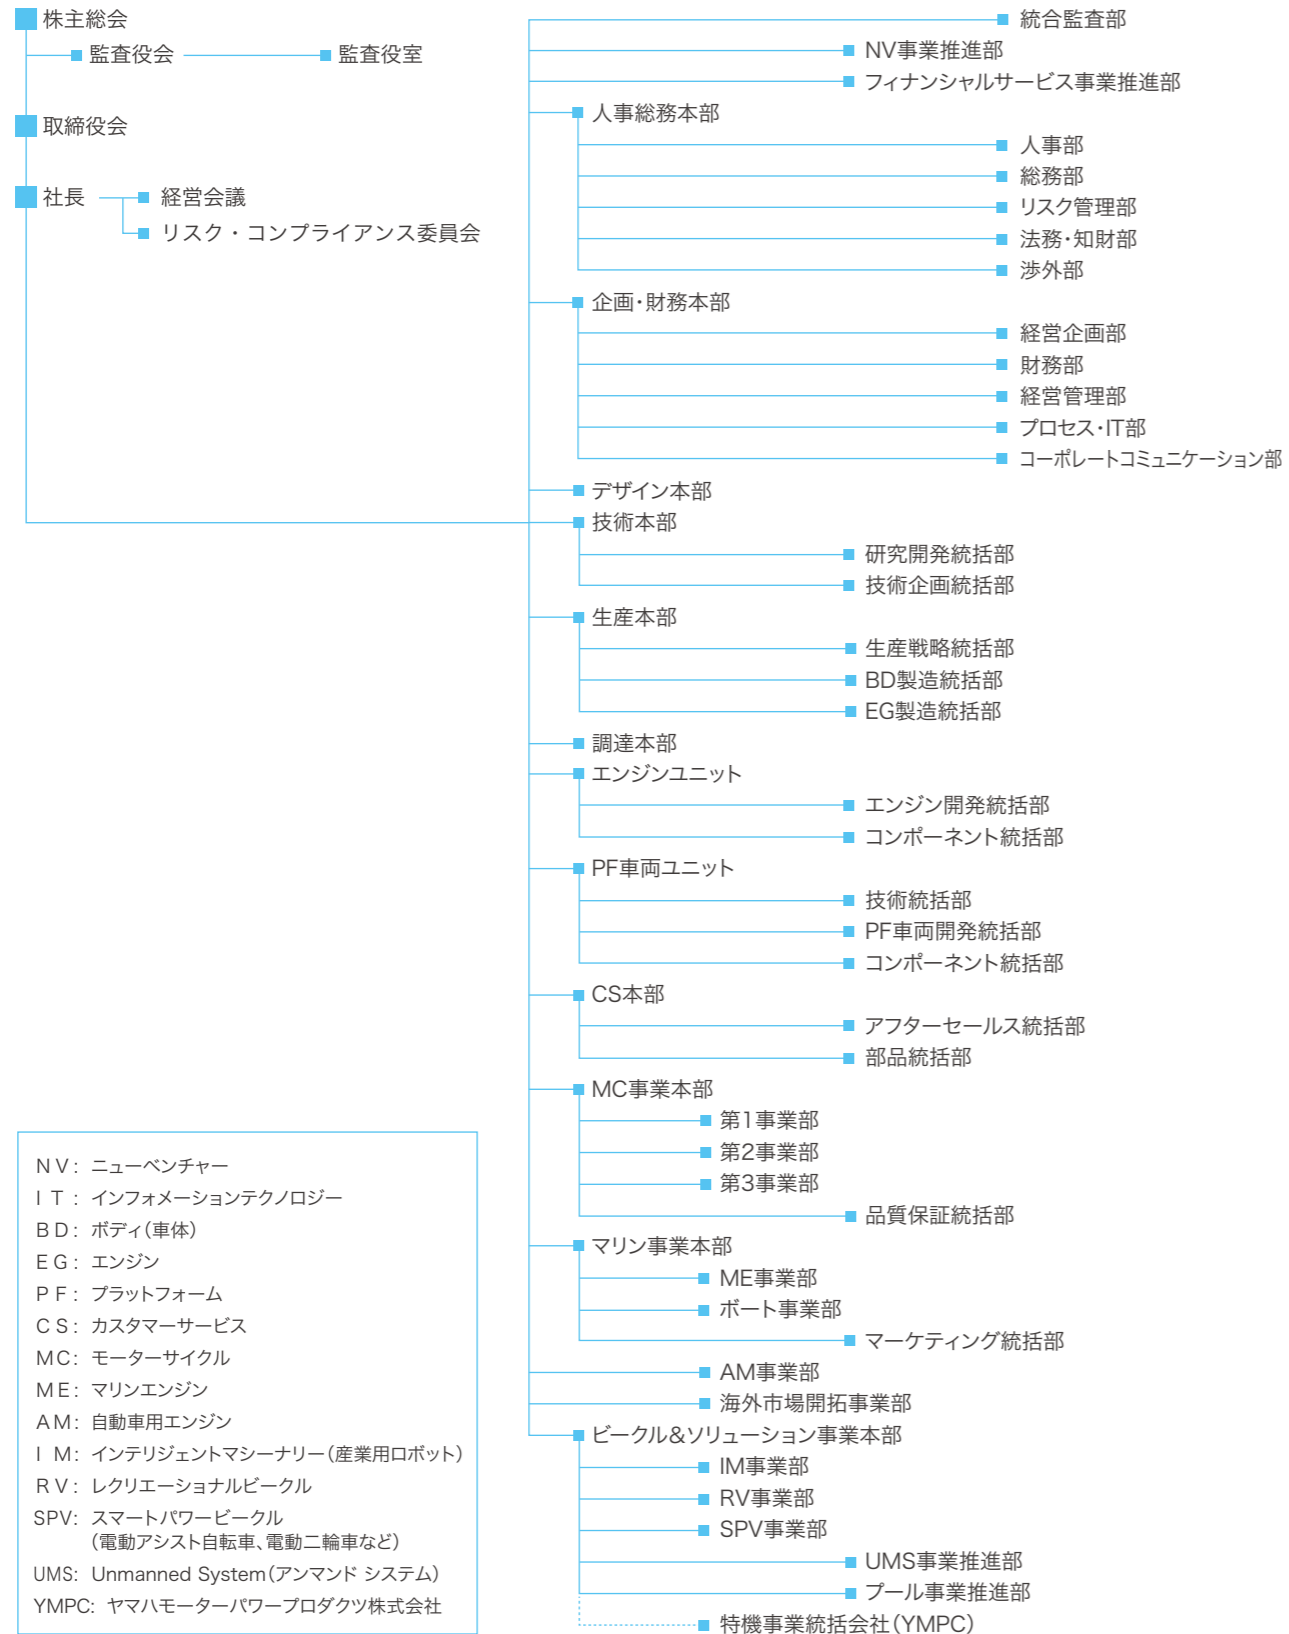 株主総会
監査役会
監査役室
取締役会
社長
経営会議
リスク・コンプライアンス委員会
統合監査部
NV事業推進部
フィナンシャルサービス事業推進部
人事総務本部
人事部
総務部
リスク管理部
法務・知財部
渉外部
企画・財務本部
経営企画部
財務部
経営管理部
プロセス・IT部
コーポレートコミュニケーション部
デザイン本部
技術本部
研究開発統括部
技術企画統括部
生産本部
生産戦略統括部
BD製造統括部
EG製造統括部
調達本部
エンジンユニット
エンジン開発統括部
コンポーネント統括部
PF車両ユニット
技術統括部
PF車両開発統括部
コンポーネント統括部
CS本部
アフターセールス統括部
部品統括部
MC事業本部
第1事業部
第2事業部
第3事業部
品質保証統括部
マリン事業本部
ME事業部
ボート事業部
マーケティング統括部
AM事業部
海外市場開拓事業部
ビークル&ソリューション事業本部
IM事業部
RV事業部
SPV事業部
UMS事業推進部
プール事業推進部
特機事業統括会社(YMPC)
NV: ニューベンチャー
IT: インフォメーションテクノロジー
BD: ボディ(車体)
EG: エンジン
PF: プラットフォーム
CS: カスタマーサービス
MC: モーターサイクル
ME: マリンエンジン
AM: 自動車用エンジン
IM: インテリジェントマシーナリー(産業用ロボット)
RV: レクリエーショナルビークル
SPV: スマートパワービークル
(電動アシスト自転車、電動二輪車など)
UMS: Unmanned System(アンマンド システム)
YMPC: ヤマハモーターパワープロダクツ株式会社